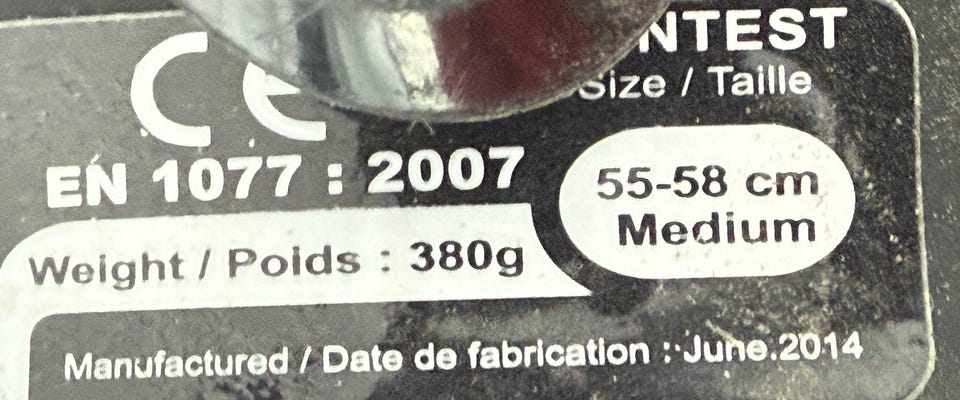 CE
NTEST
Size / Taille
EN 1077 : 2007
55-58 cm
Medium
Weight / Poids : 380g
Manufactured / Date de fabrication : June.2014